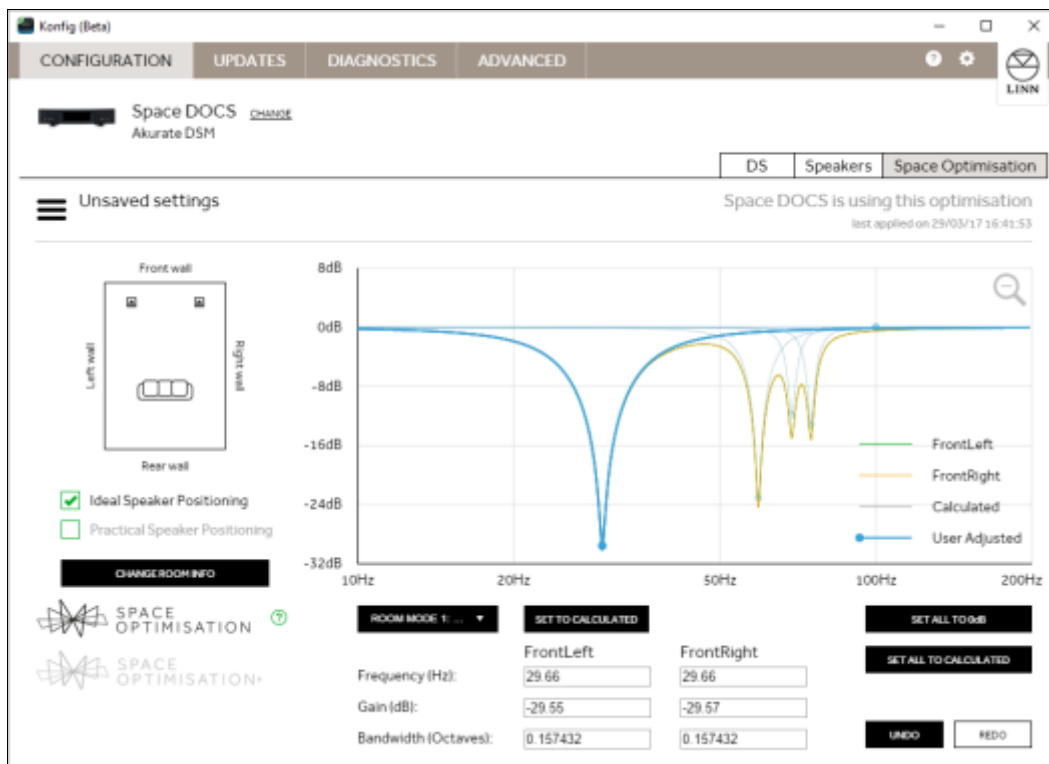 Konfig (Beta)
CONFIGURATION UPDATES DIAGNOSTICS ADVANCED
LINN
Space DOCS CHANGE
Akurate DSM
DS Speakers Space Optimisation
Unsaved settings
Space DOCS is using this optimisation
last applied on 29/03/17 16:41:53
Front wall
Left wall
Right wall
Rear wall
Ideal Speaker Positioning
Practical Speaker Positioning
CHANGE ROOM INFO
SPACE
OPTIMISATION ?
SPACE
OPTIMISATION+
8dB
0dB
-8dB
-16dB
-24dB
-32dB
10Hz 20Hz 50Hz 100Hz 200Hz
FrontLeft
FrontRight
Calculated
User Adjusted
ROOM MODE 1: ... SET TO CALCULATED SET ALL TO 0dB
SET ALL TO CALCULATED
FrontLeft FrontRight
Frequency (Hz): 29.66 29.66
Gain (dB): -29.55 -29.57
Bandwidth (Octaves): 0.157432 0.157432
UNDO REDO